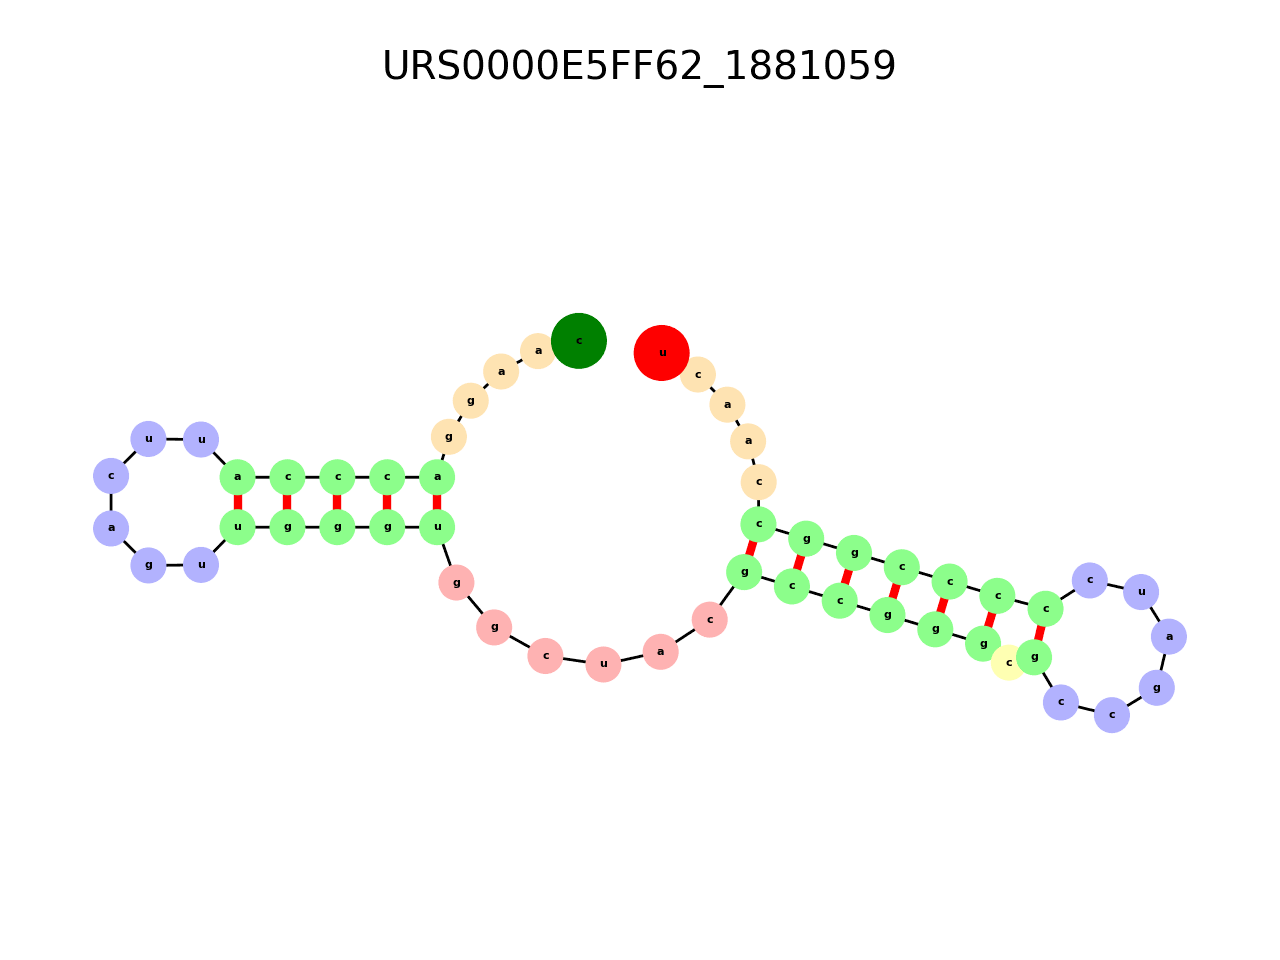 URS0000E5FF62_1881059
c
a u
a c
g a
u u g a
c a c c c a c
a u g g g u c
g g
g u c g
g c c c u
c c
c g c
g g a
g
c a g
u c
g
c
c